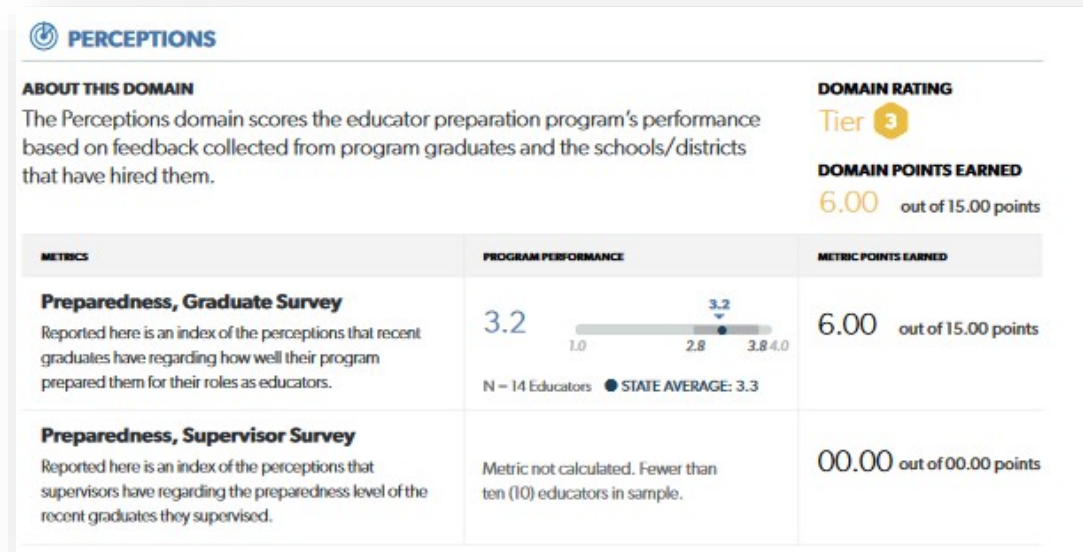 PERCEPTIONS
ABOUT THIS DOMAIN
The Perceptions domain scores the educator preparation program's performance
based on feedback collected from program graduates and the schools/districts
that have hired them.
DOMAIN RATING
Tier 3
DOMAIN POINTS EARNED
6.00 out of 15.00 points
METRICS
PROGRAM PERFORMANCE
METRIC POINTS EARNED
Preparedness, Graduate Survey
Reported here is an index of the perceptions that recent
graduates have regarding how well their program
prepared them for their roles as educators.
3.2
3.2
1.0 2.8 3.8 4.0
N = 14 Educators STATE AVERAGE: 3.3
6.00 out of 15.00 points
Preparedness, Supervisor Survey
Reported here is an index of the perceptions that
supervisors have regarding the preparedness level of the
recent graduates they supervised.
Metric not calculated. Fewer than
ten (10) educators in sample.
00.00 out of 00.00 points